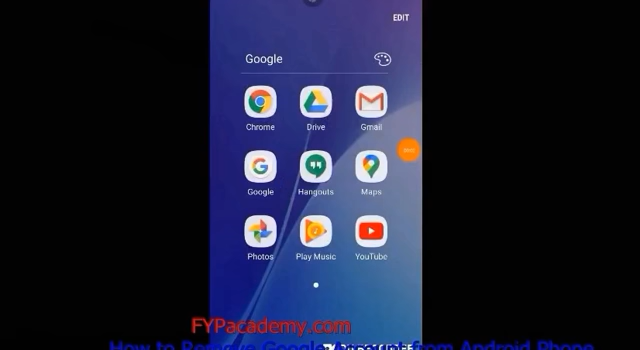 EDIT
Google
Chrome Drive Gmail
Google Hangouts Maps
Photos Play Music YouTube
FYPacademy.com
How to Remove Google from Android Phone